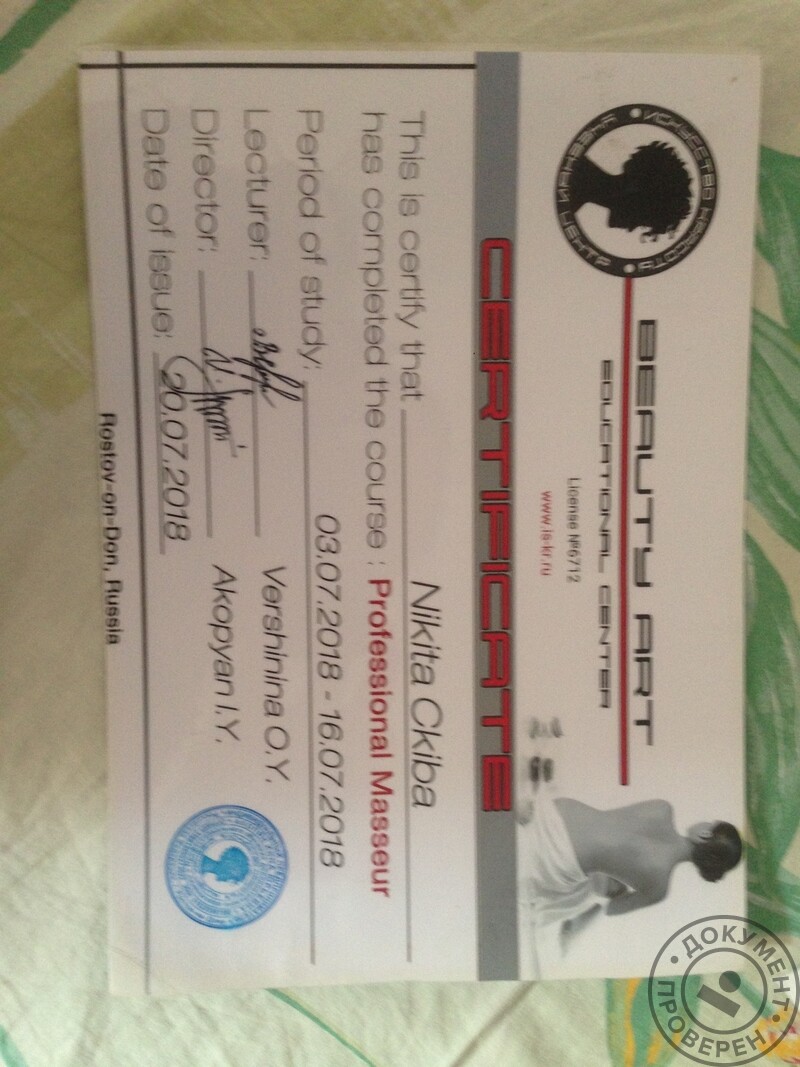 ИСКУССТВО КРАСОТЫ
BEAUTY ART
EDUCATIONAL CENTER
License №6712
www.is-kr.ru
CERTIFICATE
This is certify that Nikita Ckiba
has completed the course : Professional Masseur
Period of study: 03.07.2018 - 16.07.2018
Lecturer: Vershinina O.Y.
Director: Akopyan I.Y.
Date of issue: 20.07.2018
Rostov-on-Don, Russia
ДОКУМЕНТ
ПРОВЕРЕН